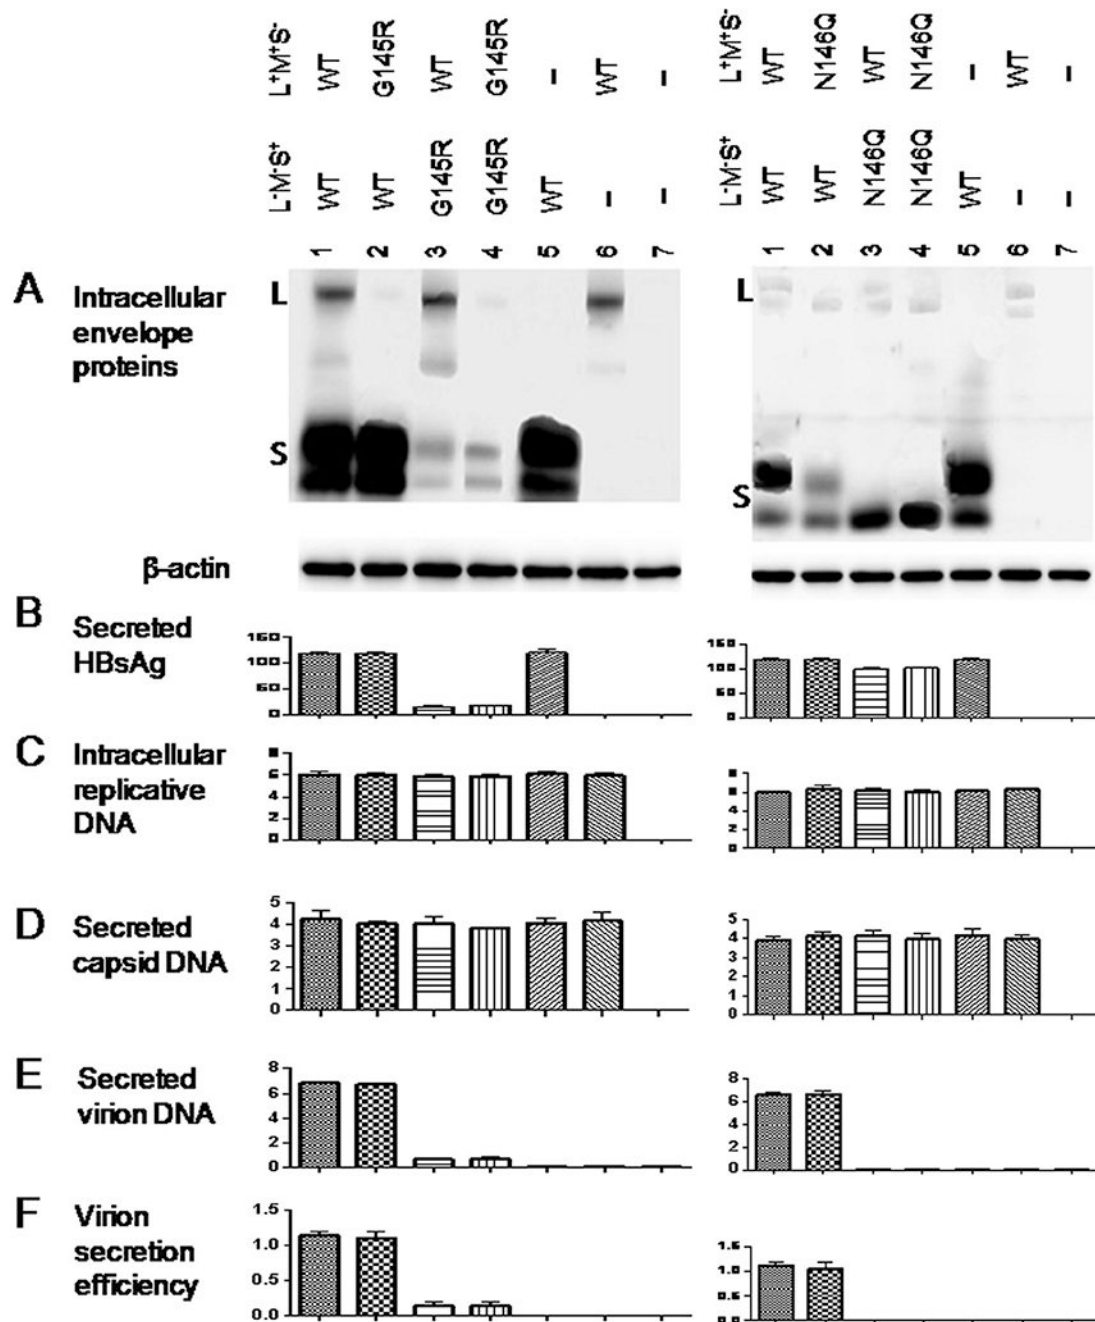 L⁺M⁺S⁻ WT G145R WT G145R – WT – L⁺M⁺S⁻ WT N146Q WT N146Q – WT –
L⁻M⁻S⁺ WT WT G145R G145R WT – – L⁻M⁻S⁺ WT WT N146Q N146Q WT – –
1 2 3 4 5 6 7 1 2 3 4 5 6 7
A Intracellular
envelope
proteins
L L
S S
β-actin
B Secreted
HBsAg
150 150
100 100
50 50
0 0
C Intracellular
replicative
DNA
8 8
6 6
4 4
2 2
0 0
D Secreted
capsid DNA
5 5
4 4
3 3
2 2
1 1
0 0
E Secreted
virion DNA
8 8
6 6
4 4
2 2
0 0
F Virion
secretion
efficiency
1.5 1.5
1.0 1.0
0.5 0.5
0.0 0.0